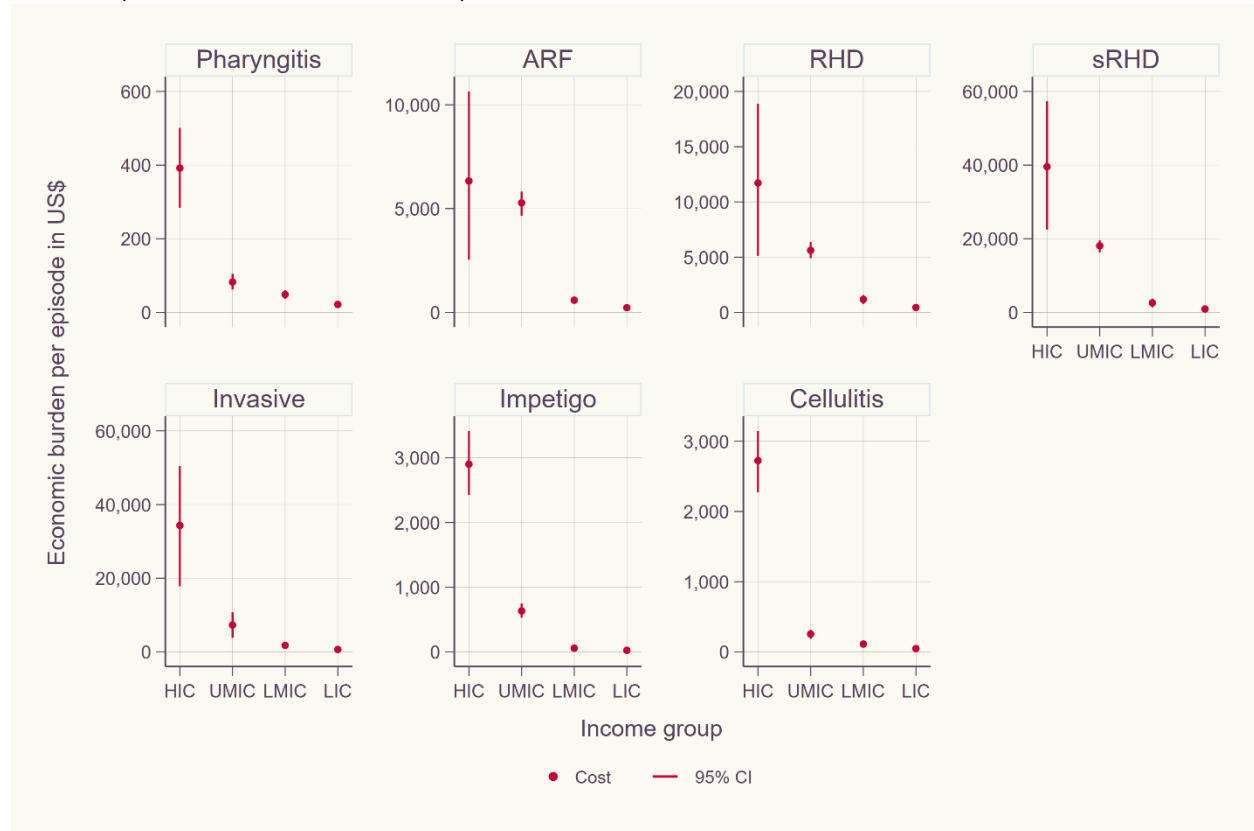 Pharyngitis
600
400
200
0
ARF
10,000
5,000
0
RHD
20,000
15,000
10,000
5,000
0
sRHD
60,000
40,000
20,000
0
HIC UMIC LMIC LIC
Economic burden per episode in US$
Invasive
60,000
40,000
20,000
0
HIC UMIC LMIC LIC
Impetigo
3,000
2,000
1,000
0
HIC UMIC LMIC LIC
Cellulitis
3,000
2,000
1,000
0
HIC UMIC LMIC LIC
Income group
Cost 95% CI